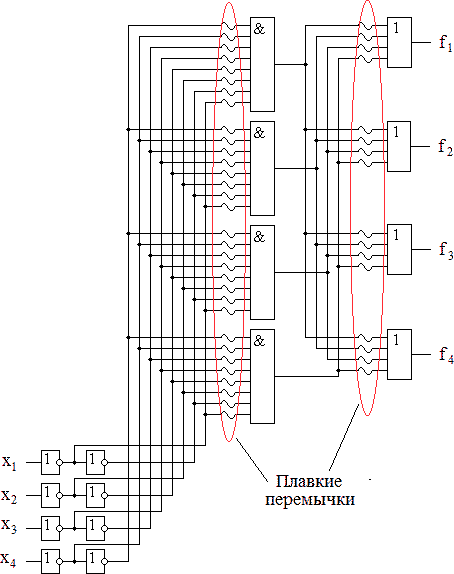 & 1 f1
& 1 f2
& 1 f3
& 1 f4
x1 1 1
x2 1 1
x3 1 1
x4 1 1
Плавкие
перемычки